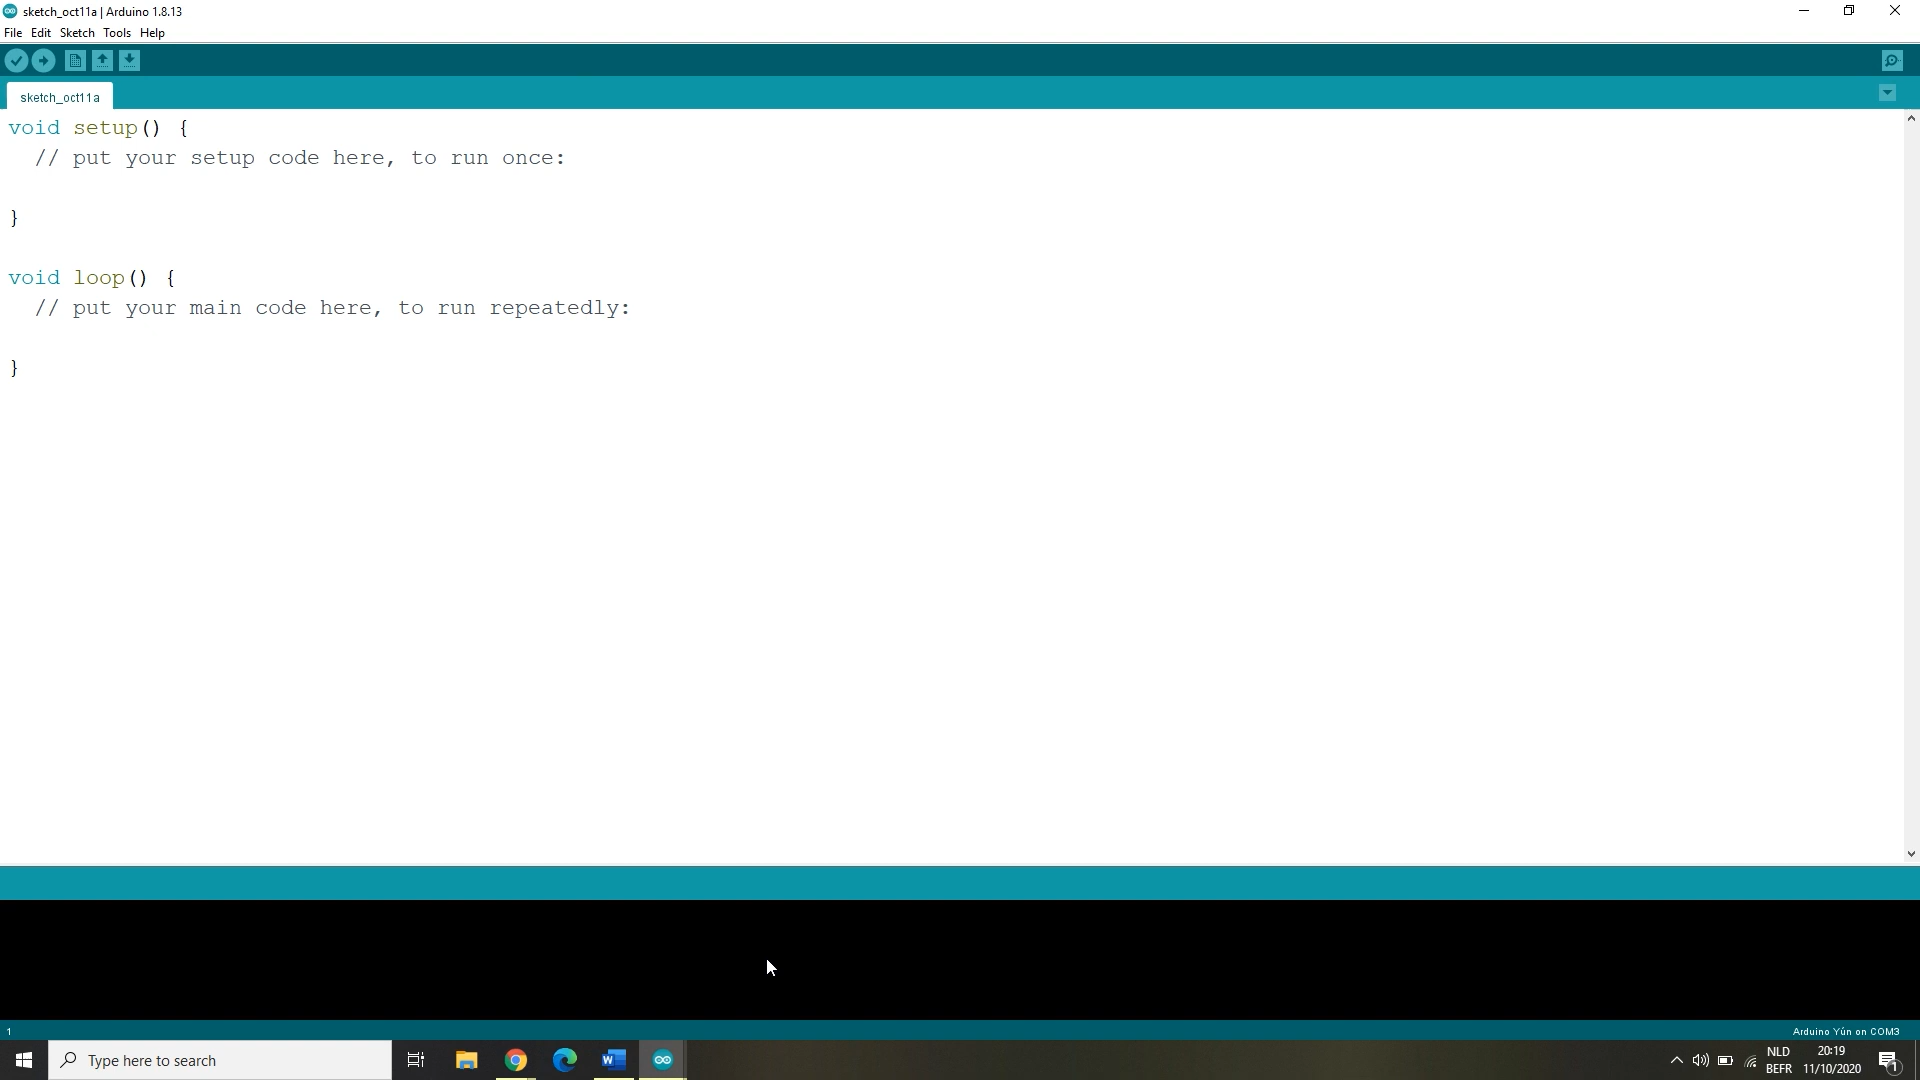 sketch_oct11a | Arduino 1.8.13
File Edit Sketch Tools Help
sketch_oct11a
void setup() {
  // put your setup code here, to run once:
}
void loop() {
  // put your main code here, to run repeatedly:
}
1
Arduino Yún on COM3
Type here to search
NLD
BEFR
20:19
11/10/2020
1